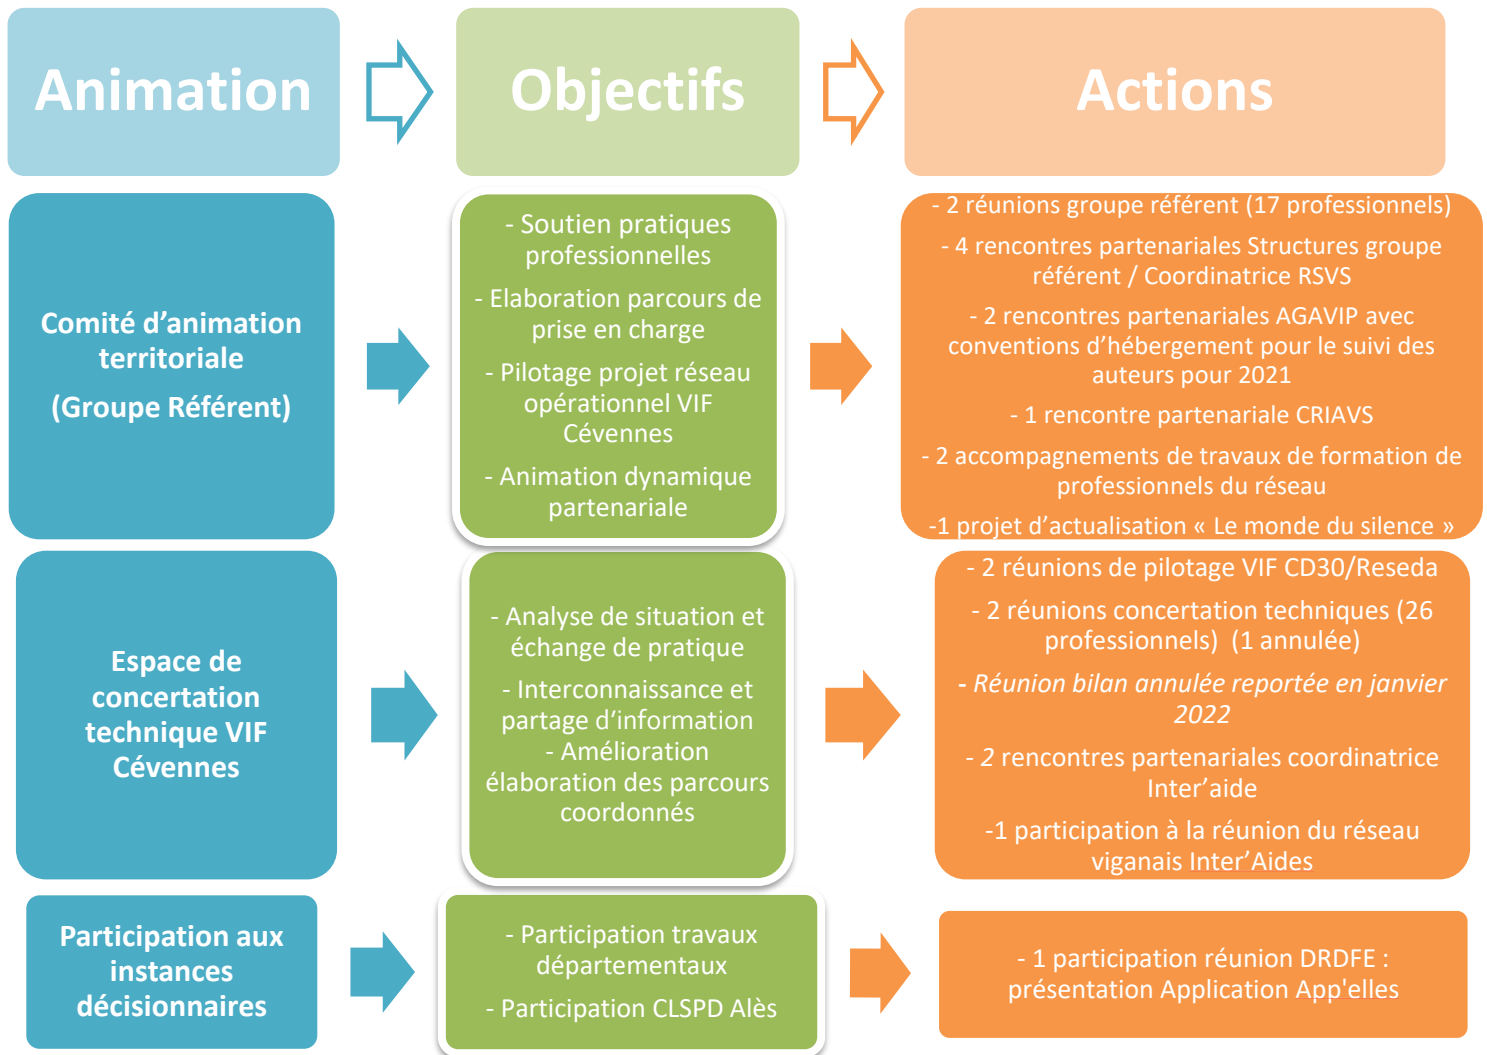 Animation
Objectifs
Actions
Comité d’animation
territoriale
(Groupe Référent)
- Soutien pratiques
professionnelles
- Elaboration parcours de
prise en charge
- Pilotage projet réseau
opérationnel VIF
Cévennes
- Animation dynamique
partenariale
- 2 réunions groupe référent (17 professionnels)
- 4 rencontres partenariales Structures groupe
référent / Coordinatrice RSVS
- 2 rencontres partenariales AGAVIP avec
conventions d’hébergement pour le suivi des
auteurs pour 2021
- 1 rencontre partenariale CRIAVS
- 2 accompagnements de travaux de formation de
professionnels du réseau
-1 projet d’actualisation « Le monde du silence »
Espace de
concertation
technique VIF
Cévennes
- Analyse de situation et
échange de pratique
- Interconnaissance et
partage d’information
- Amélioration
élaboration des parcours
coordonnés
- 2 réunions de pilotage VIF CD30/Reseda
- 2 réunions concertation techniques (26
professionnels)  (1 annulée)
- Réunion bilan annulée reportée en janvier
2022
- 2 rencontres partenariales coordinatrice
Inter’aide
-1 participation à la réunion du réseau
viganais Inter’Aides
Participation aux
instances
décisionnaires
- Participation travaux
départementaux
- Participation CLSPD Alès
- 1 participation réunion DRDFE :
présentation Application App'elles